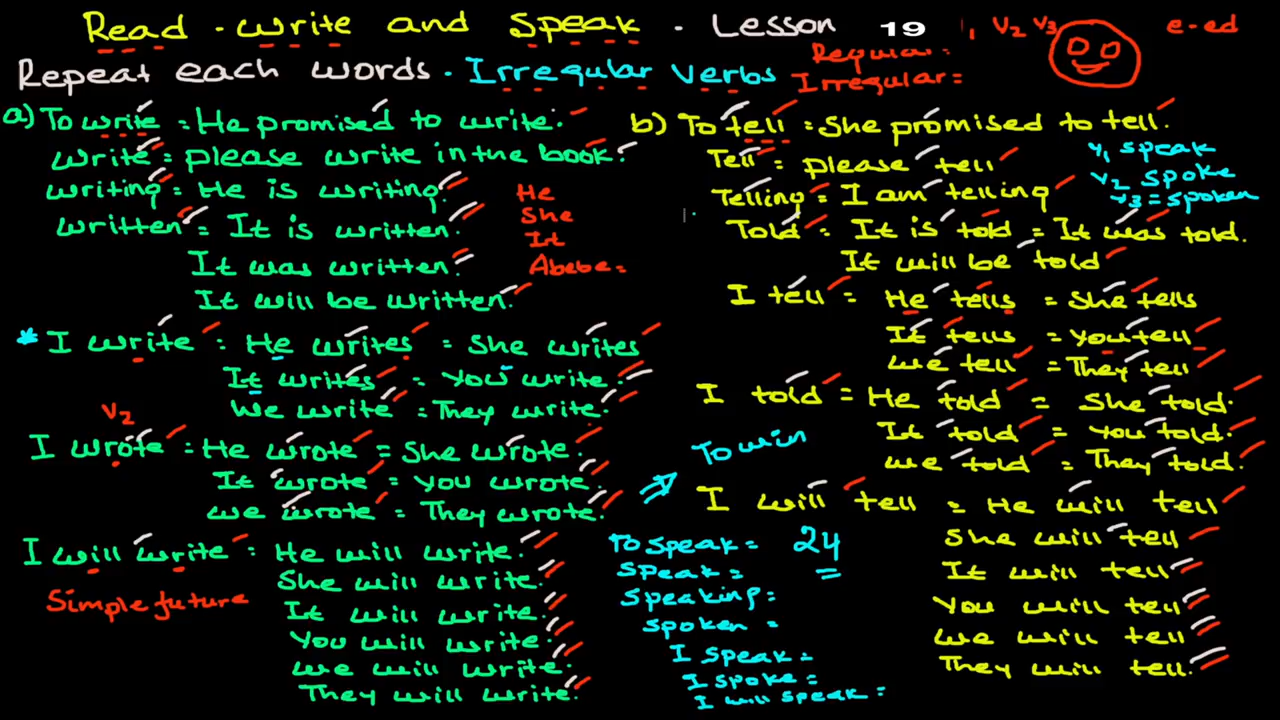 Read - write and Speak - Lesson 19
, V2 V3 e-ed
Regular:
Repeat each words. Irregular verbs
Irregular =
a) To write = He promised to write.
write = please write in the book.
writing = He is writing.
written = It is written.
It was written.
It will be written.
He
She
It
Abebe =
* I write = He writes = She writes
It writes = you write.
We write = They write.
V2
I wrote = He wrote = She wrote.
It wrote = you wrote.
We wrote = They wrote.
I will write = He will write.
She will write.
Simple future
It will write.
You will write.
We will write.
They will write.
b) To tell = She promised to tell.
Tell = please tell
Telling = I am telling
Told = It is told = It was told.
It will be told
V1 speak
V2 spoke
V3 = spoken
I tell = He tells = She tells
It tells = you tell
We tell = They tell
I told = He told = She told.
It told = you told.
We told = They told.
To win
I will tell = He will tell
She will tell
It will tell
You will tell
We will tell
They will tell.
To speak = 24
Speak = =
Speaking =
Spoken =
I speak =
I spoke =
I will speak =